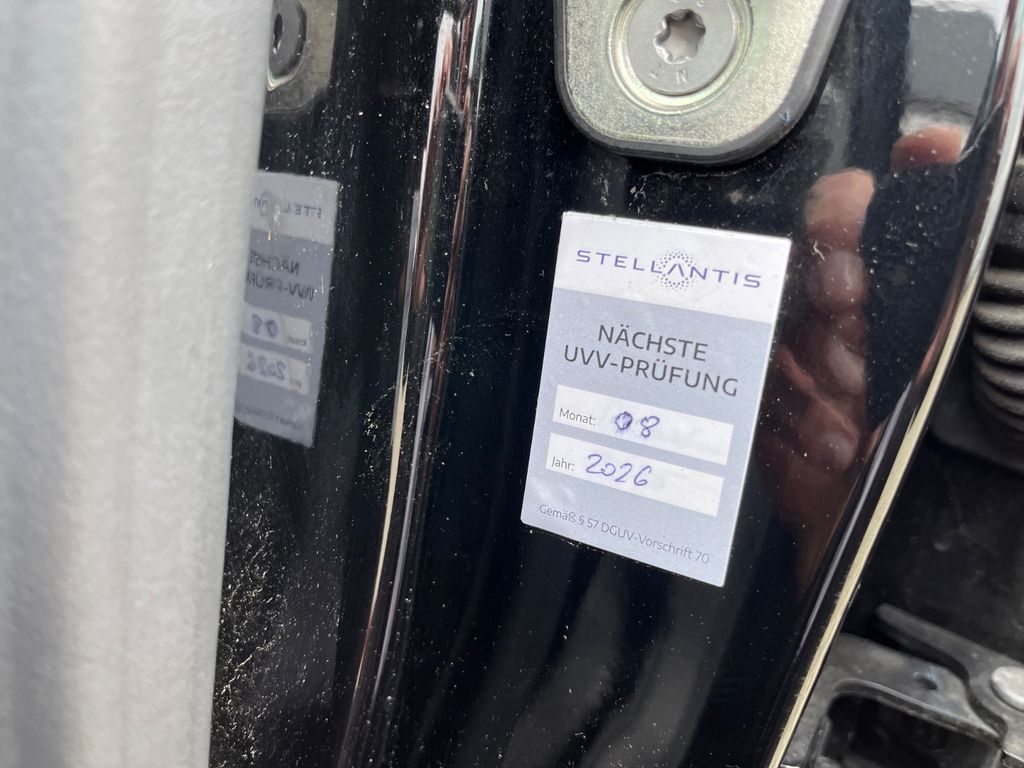 STELLANTIS
NÄCHSTE
UVV-PRÜFUNG
Monat: 08
Jahr: 2026
Gemäß § 57 DGUV-Vorschrift 70